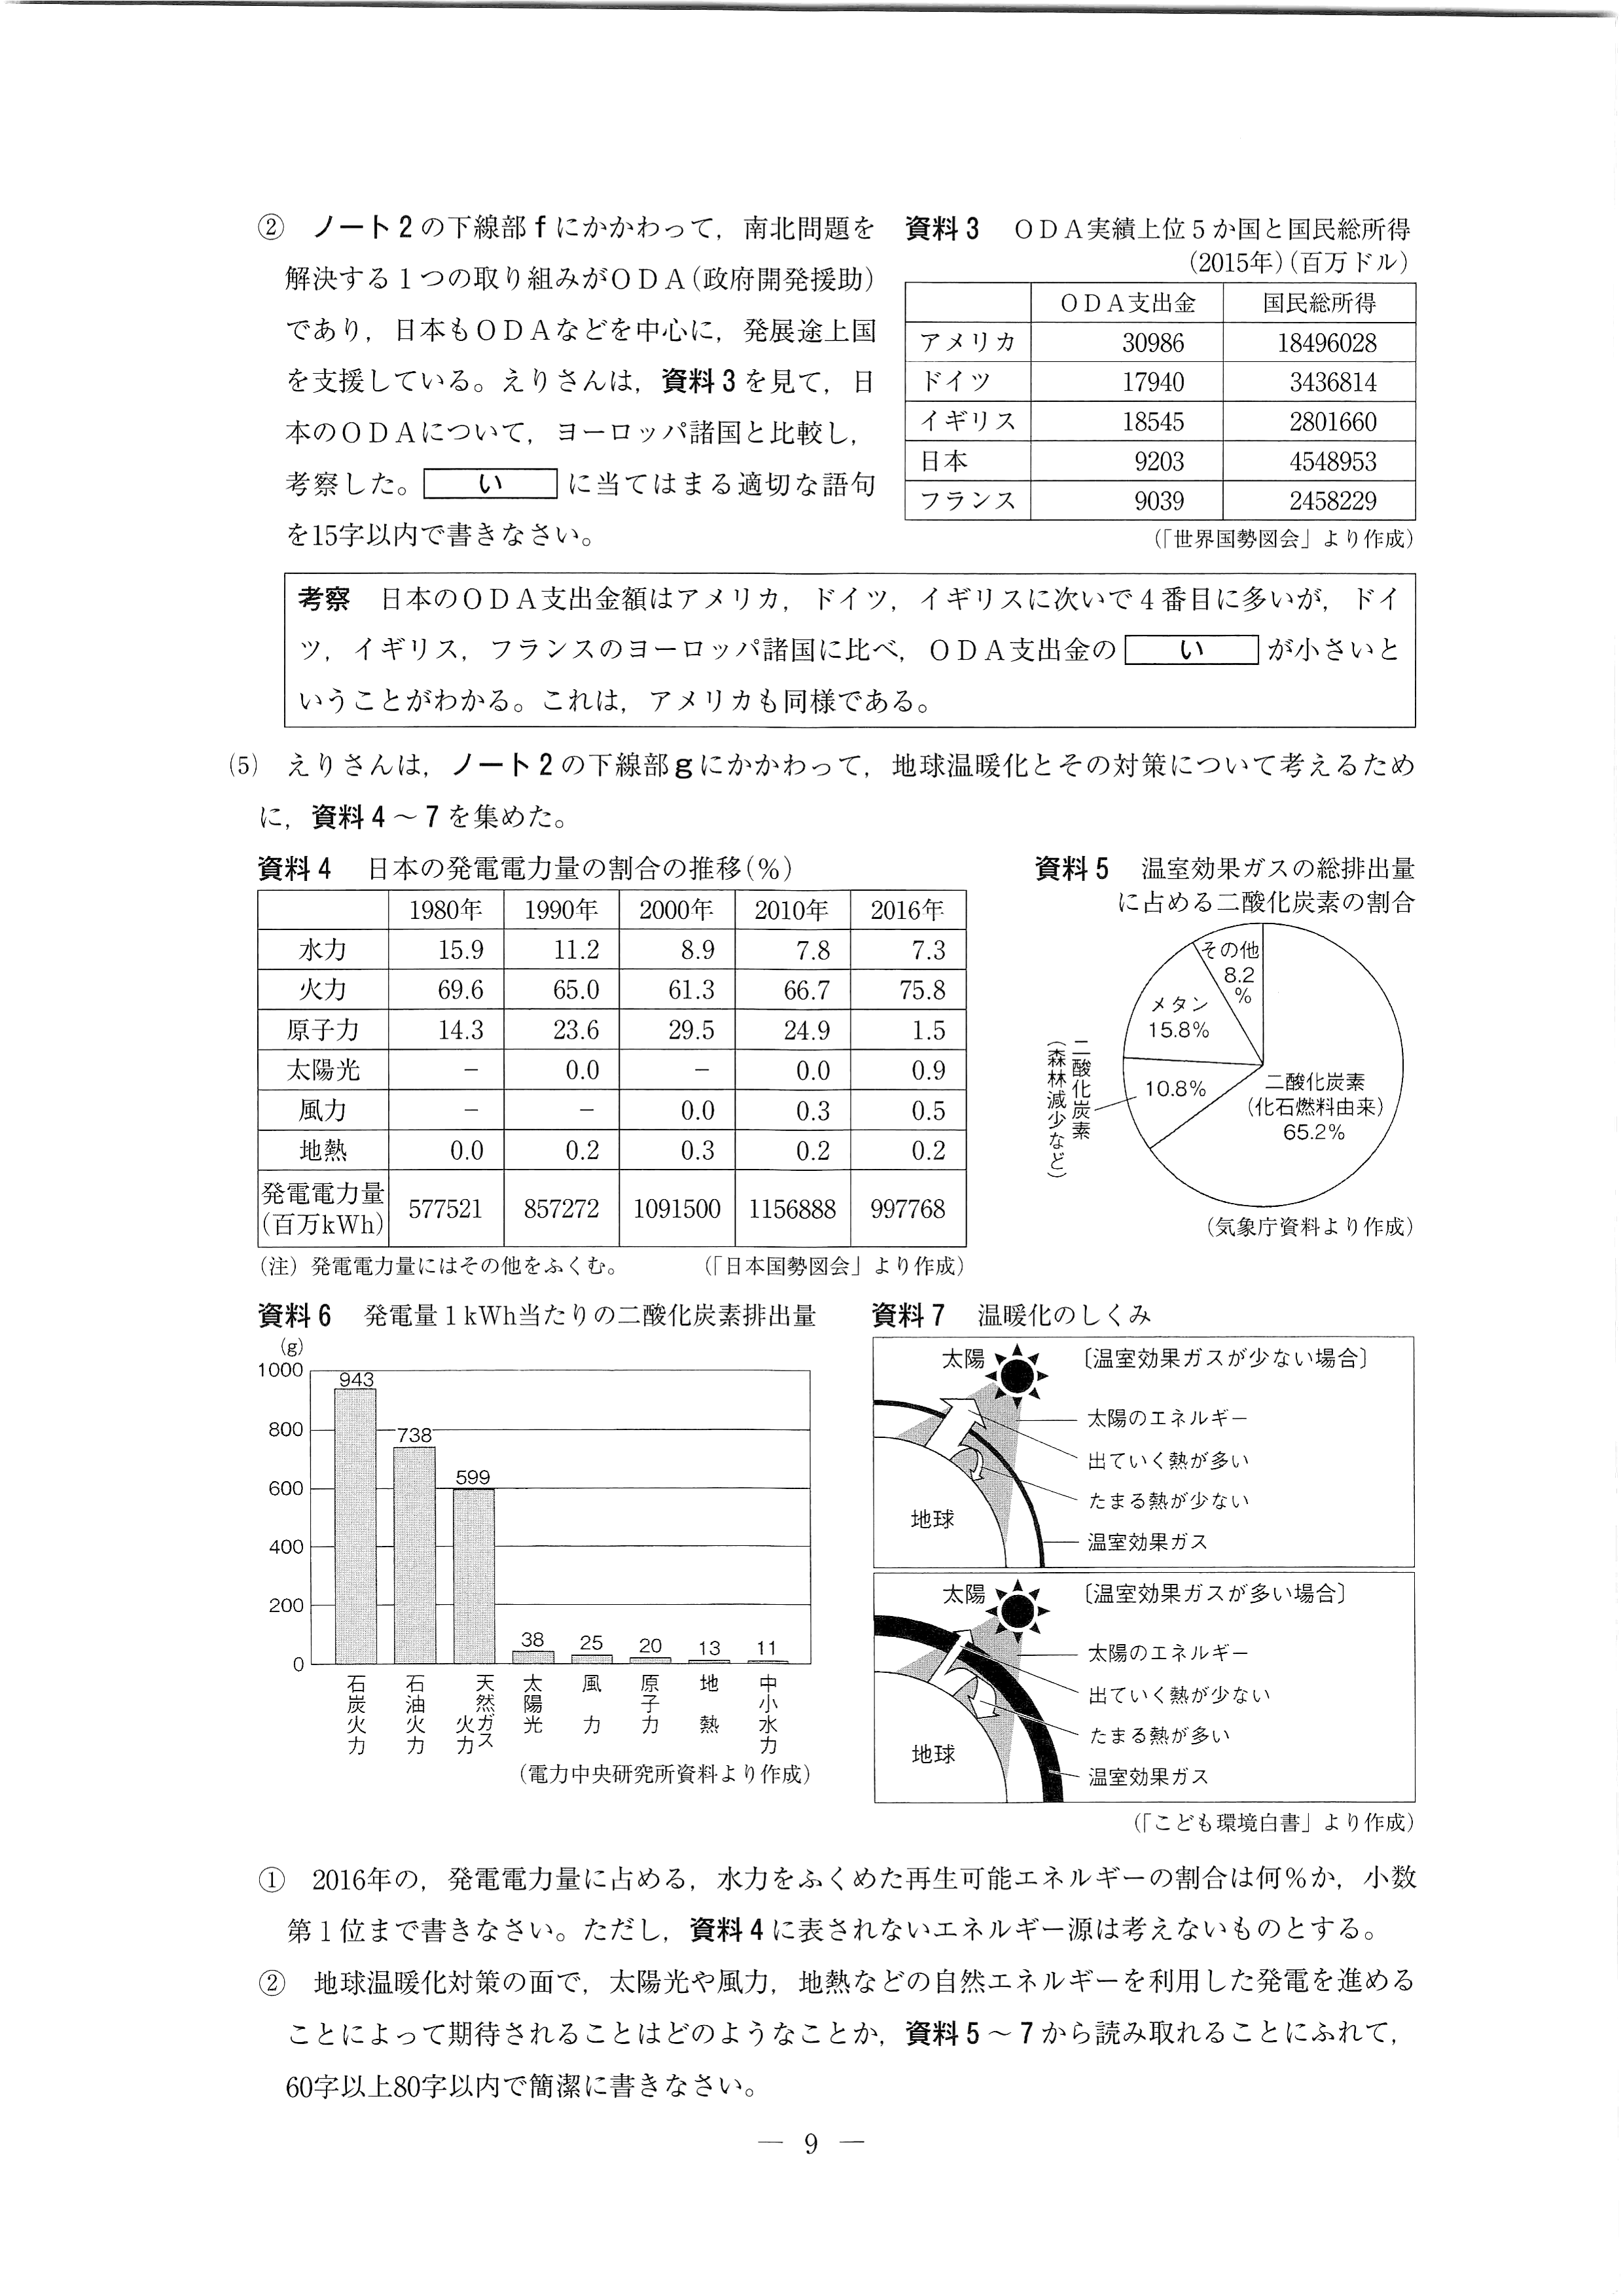 ② ノート2の下線部fにかかわって，南北問題を
解決する1つの取り組みがODA(政府開発援助)
であり，日本もODAなどを中心に，発展途上国
を支援している。えりさんは，資料3を見て，日
本のODAについて，ヨーロッパ諸国と比較し，
考察した。 い に当てはまる適切な語句
を15字以内で書きなさい。
資料3 ODA実績上位5か国と国民総所得
(2015年)(百万ドル)
ODA支出金 国民総所得
アメリカ 30986 18496028
ドイツ 17940 3436814
イギリス 18545 2801660
日本 9203 4548953
フランス 9039 2458229
(「世界国勢図会」より作成)
考察 日本のODA支出金額はアメリカ，ドイツ，イギリスに次いで4番目に多いが，ドイ
ツ，イギリス，フランスのヨーロッパ諸国に比べ，ODA支出金の い が小さいと
いうことがわかる。これは，アメリカも同様である。
(5) えりさんは，ノート2の下線部gにかかわって，地球温暖化とその対策について考えるため
に，資料4～7を集めた。
資料4 日本の発電電力量の割合の推移(％)
1980年 1990年 2000年 2010年 2016年
水力 15.9 11.2 8.9 7.8 7.3
火力 69.6 65.0 61.3 66.7 75.8
原子力 14.3 23.6 29.5 24.9 1.5
太陽光 － 0.0 － 0.0 0.9
風力 － － 0.0 0.3 0.5
地熱 0.0 0.2 0.3 0.2 0.2
発電電力量
(百万kWh) 577521 857272 1091500 1156888 997768
(注) 発電電力量にはその他をふくむ。 (「日本国勢図会」より作成)
資料5 温室効果ガスの総排出量
に占める二酸化炭素の割合
その他
8.2
％
メタン
15.8％
10.8％
二酸化炭素
(森林減少など)
二酸化炭素
(化石燃料由来)
65.2％
(気象庁資料より作成)
資料6 発電量1kWh当たりの二酸化炭素排出量
(g)
1000
800
600
400
200
0
943
738
599
38
25
20
13
11
石炭火力
石油火力
天然ガス火力
太陽光
風力
原子力
地熱
中小水力
(電力中央研究所資料より作成)
資料7 温暖化のしくみ
太陽 〔温室効果ガスが少ない場合〕
太陽のエネルギー
出ていく熱が多い
たまる熱が少ない
地球
温室効果ガス
太陽 〔温室効果ガスが多い場合〕
太陽のエネルギー
出ていく熱が少ない
たまる熱が多い
地球
温室効果ガス
(「こども環境白書」より作成)
① 2016年の，発電電力量に占める，水力をふくめた再生可能エネルギーの割合は何％か，小数
第1位まで書きなさい。ただし，資料4に表されないエネルギー源は考えないものとする。
② 地球温暖化対策の面で，太陽光や風力，地熱などの自然エネルギーを利用した発電を進める
ことによって期待されることはどのようなことか，資料5～7から読み取れることにふれて，
60字以上80字以内で簡潔に書きなさい。
― 9 ―